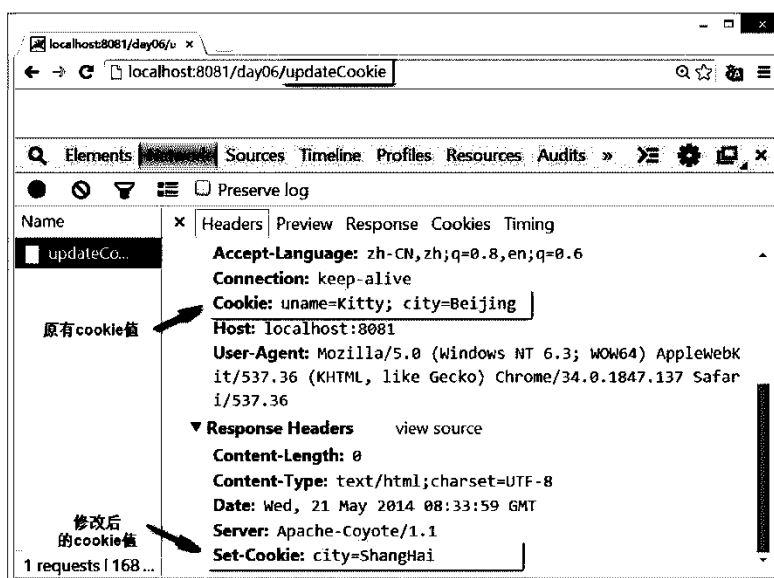 localhost:8081/day06/u ×
localhost:8081/day06/updateCookie
Elements Network Sources Timeline Profiles Resources Audits »
Preserve log
Name
× Headers Preview Response Cookies Timing
updateCo...
Accept-Language: zh-CN,zh;q=0.8,en;q=0.6
Connection: keep-alive
Cookie: uname=Kitty; city=Beijing
原有cookie值
Host: localhost:8081
User-Agent: Mozilla/5.0 (Windows NT 6.3; WOW64) AppleWebK
it/537.36 (KHTML, like Gecko) Chrome/34.0.1847.137 Safar
i/537.36
▼ Response Headers view source
Content-Length: 0
Content-Type: text/html;charset=UTF-8
Date: Wed, 21 May 2014 08:33:59 GMT
修改后
的cookie值
Server: Apache-Coyote/1.1
Set-Cookie: city=ShangHai
1 requests | 168 ...